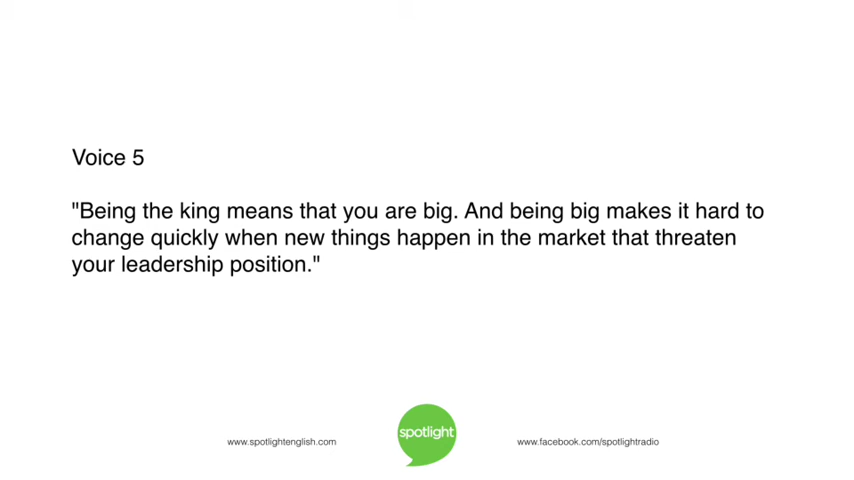 Voice 5
"Being the king means that you are big. And being big makes it hard to
change quickly when new things happen in the market that threaten
your leadership position."
www.spotlightenglish.com
spotlight
www.facebook.com/spotlightradio